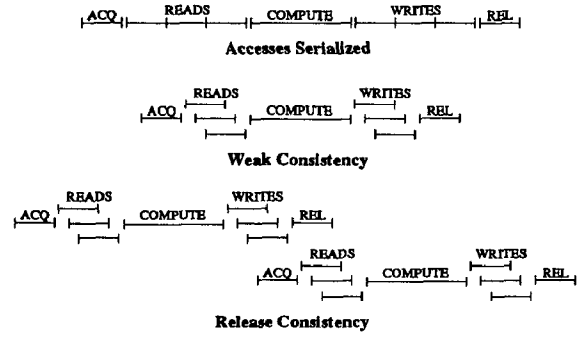 ACQ READS COMPUTE WRITES REL
Accesses Serialized
READS WRITES
ACQ COMPUTE REL
Weak Consistency
READS WRITES
ACQ COMPUTE REL
READS WRITES
ACQ COMPUTE REL
Release Consistency